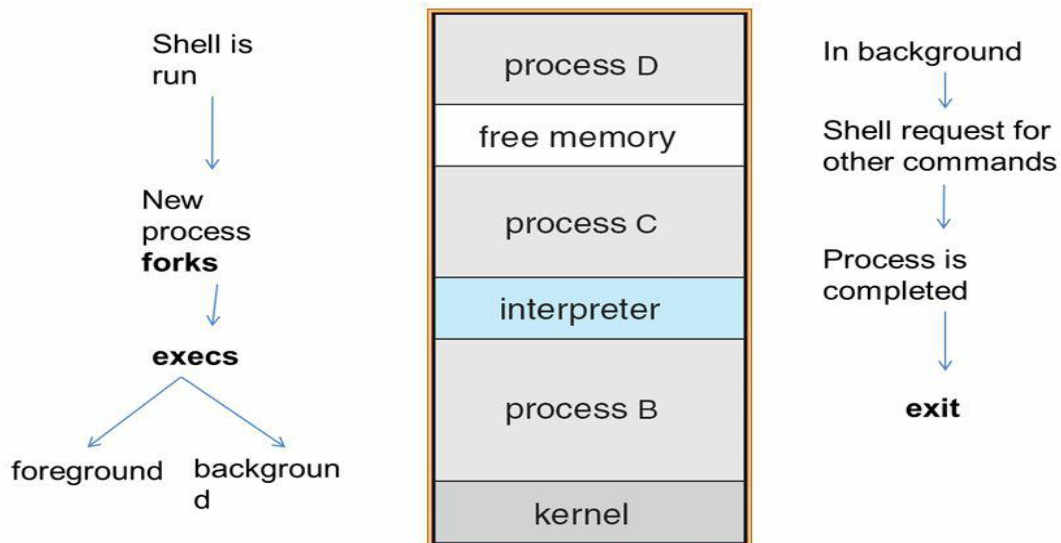 Shell is
run
New
process
forks
execs
foreground
backgroun
d
process D
free memory
process C
interpreter
process B
kernel
In background
Shell request for
other commands
Process is
completed
exit